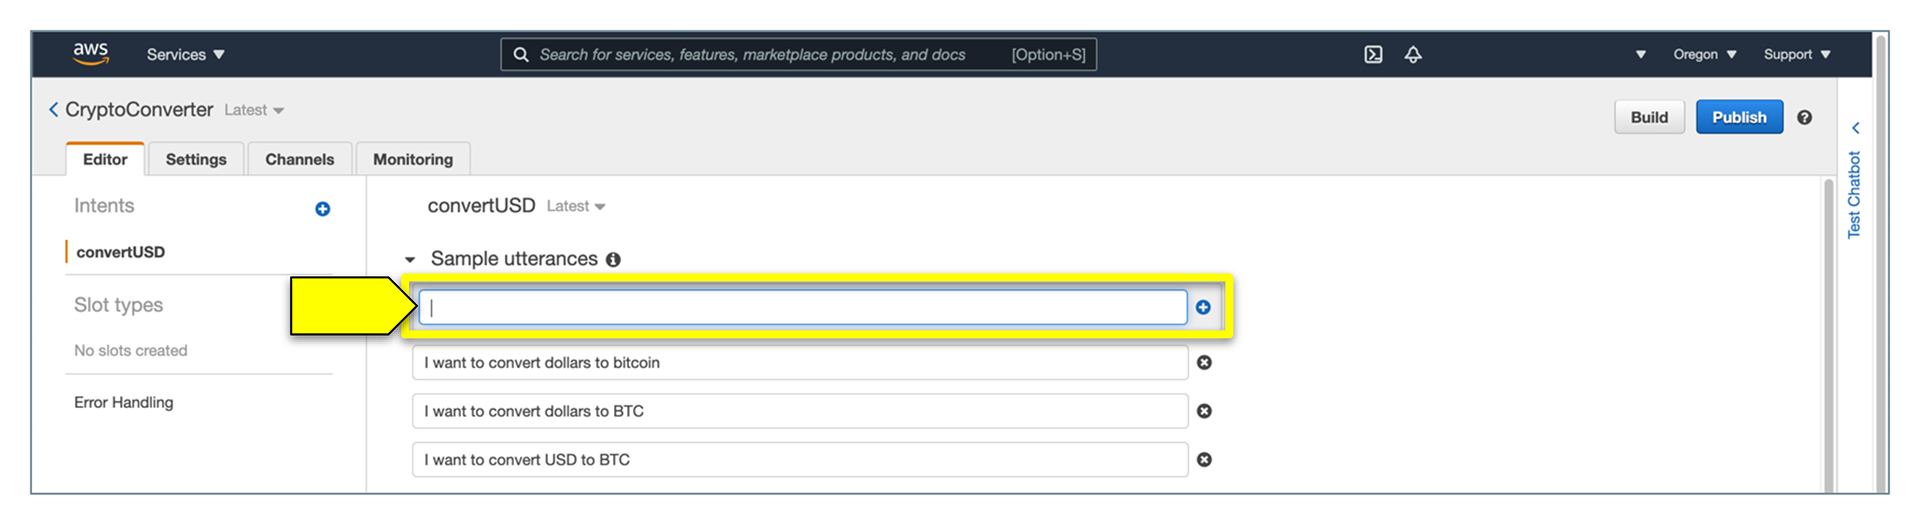 aws Services Search for services, features, marketplace products, and docs [Option+S] Oregon Support
CryptoConverter Latest
Build Publish
Editor Settings Channels Monitoring
Test Chatbot
Intents
convertUSD
Slot types
No slots created
Error Handling
convertUSD Latest
Sample utterances
I want to convert dollars to bitcoin
I want to convert dollars to BTC
I want to convert USD to BTC